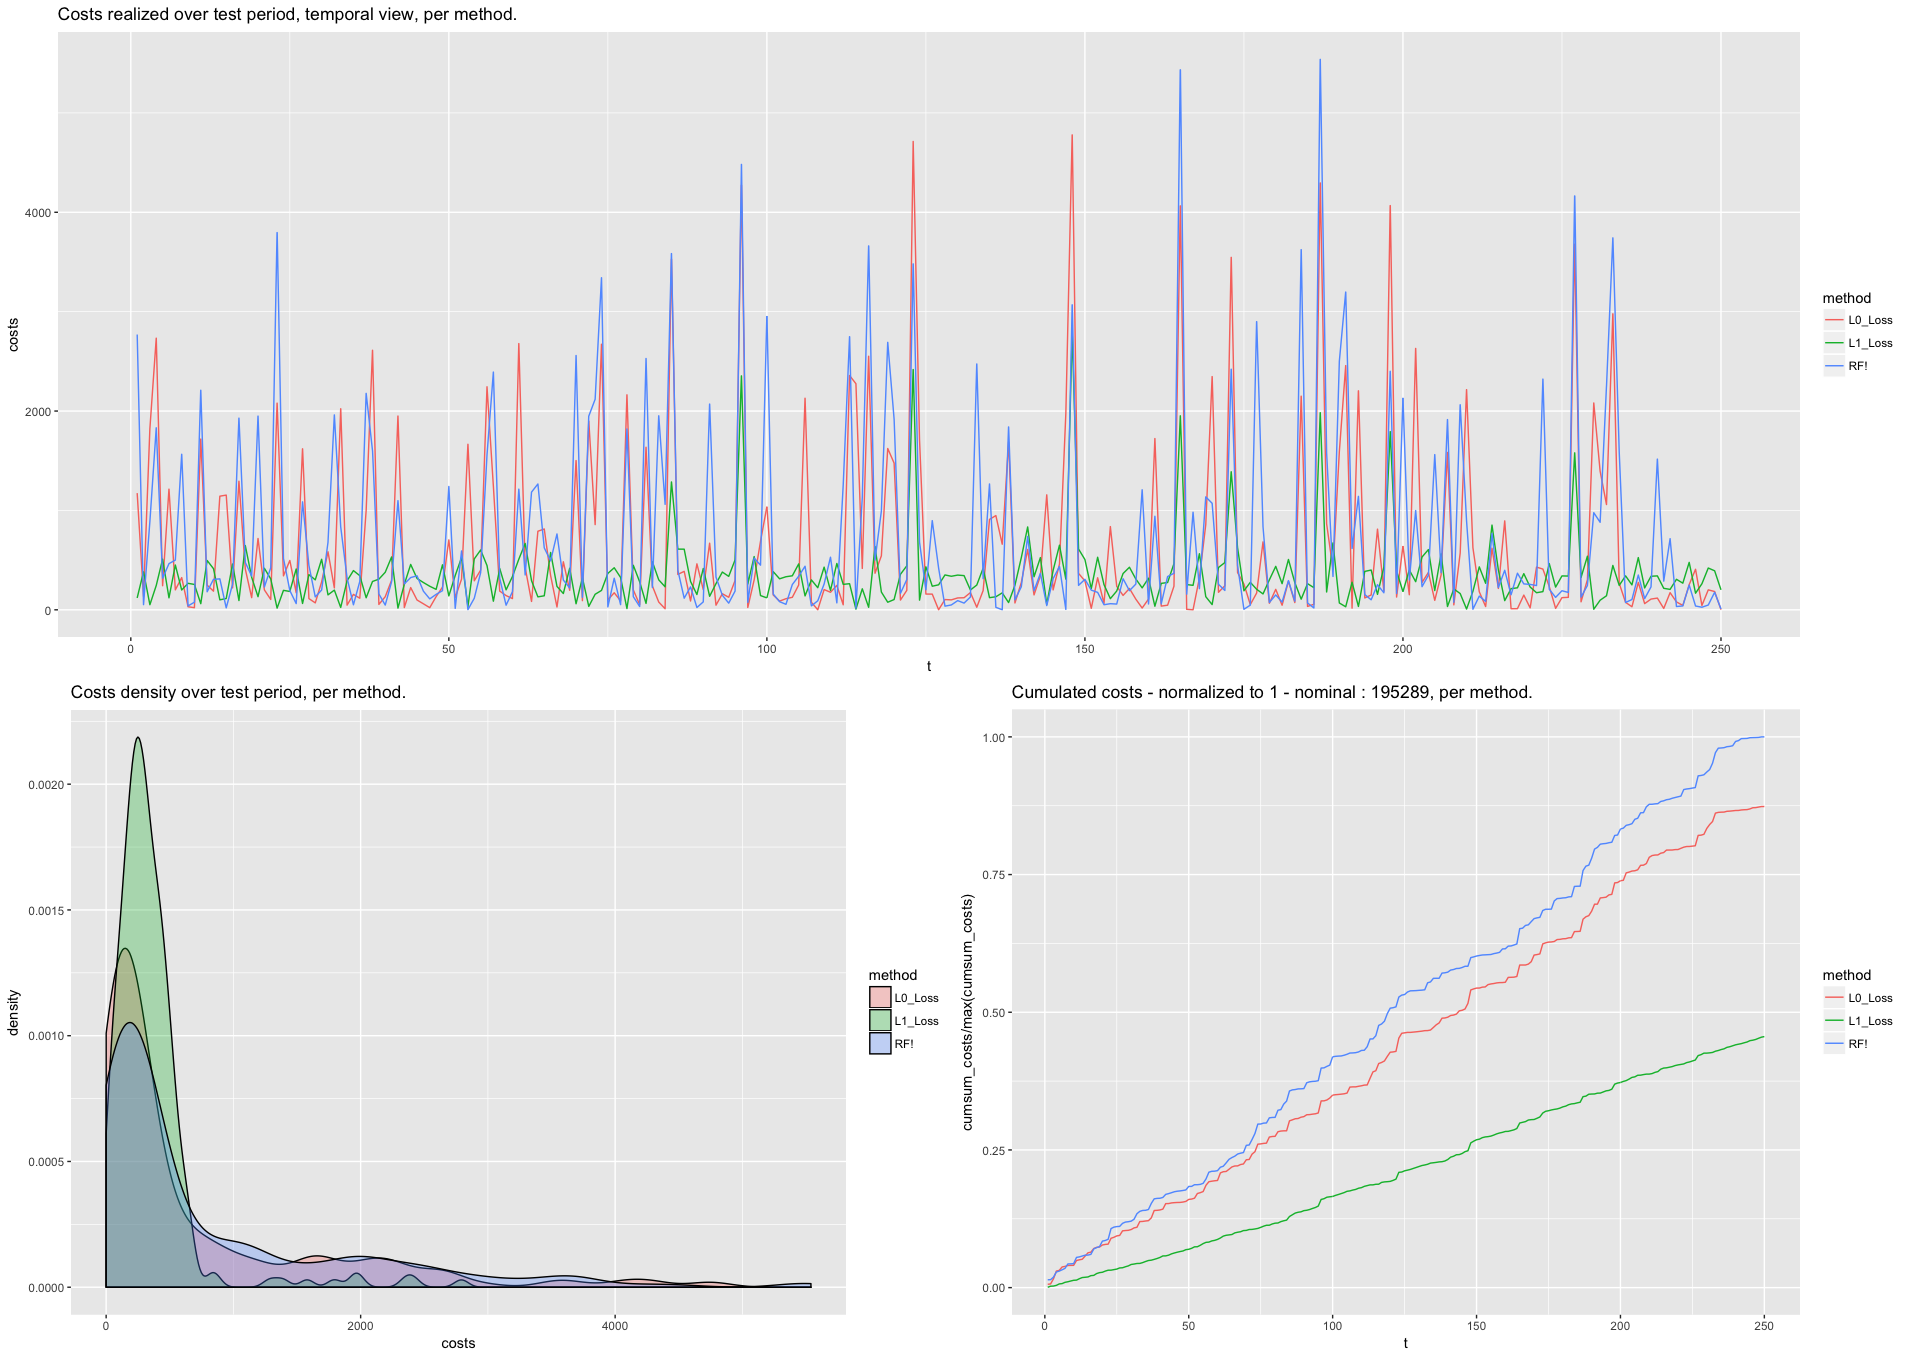 Costs realized over test period, temporal view, per method.
costs
4000
2000
0
0
50
100
150
200
250
t
method
L0_Loss
L1_Loss
RF!
Costs density over test period, per method.
density
0.0020
0.0015
0.0010
0.0005
0.0000
0
2000
4000
costs
method
L0_Loss
L1_Loss
RF!
Cumulated costs - normalized to 1 - nominal : 195289, per method.
cumsum_costs/max(cumsum_costs)
1.00
0.75
0.50
0.25
0.00
0
50
100
150
200
250
t
method
L0_Loss
L1_Loss
RF!